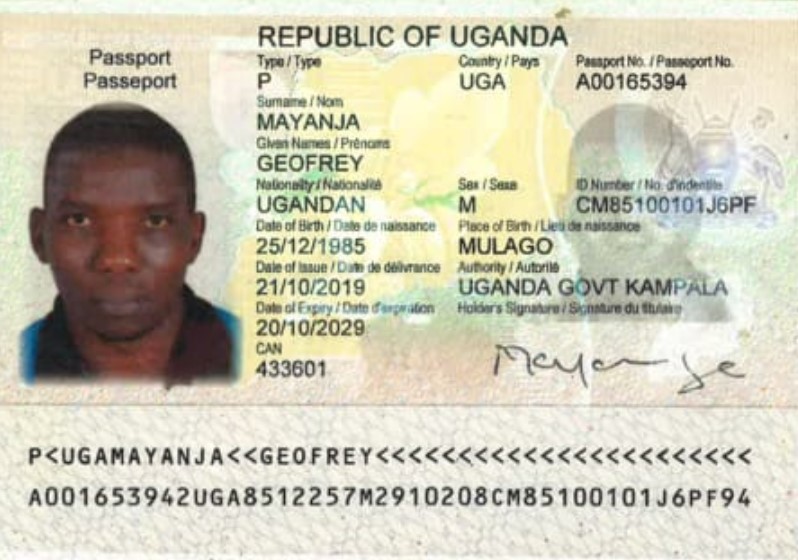 REPUBLIC OF UGANDA
Passport
Passeport
Type / Type Country / Pays Passport No. / Passeport No.
P UGA A00165394
Surname / Nom
MAYANJA
Given Names / Prénoms
GEOFREY
Nationality / Nationalité Sex / Sexe ID Number / No. d'indentite
UGANDAN M CM85100101J6PF
Date of Birth / Date de naissance Place of Birth / Lieu de naissance
25/12/1985 MULAGO
Date of Issue / Date de délivrance Authority / Autorité
21/10/2019 UGANDA GOVT KAMPALA
Date of Expiry / Date d'expiration Holder's Signature / Signature du titulaire
20/10/2029
CAN
433601
P<UGAMAYANJA<<GEOFREY<<<<<<<<<<<<<<<<<<<<<<<
A001653942UGA8512257M2910208CM85100101J6PF94